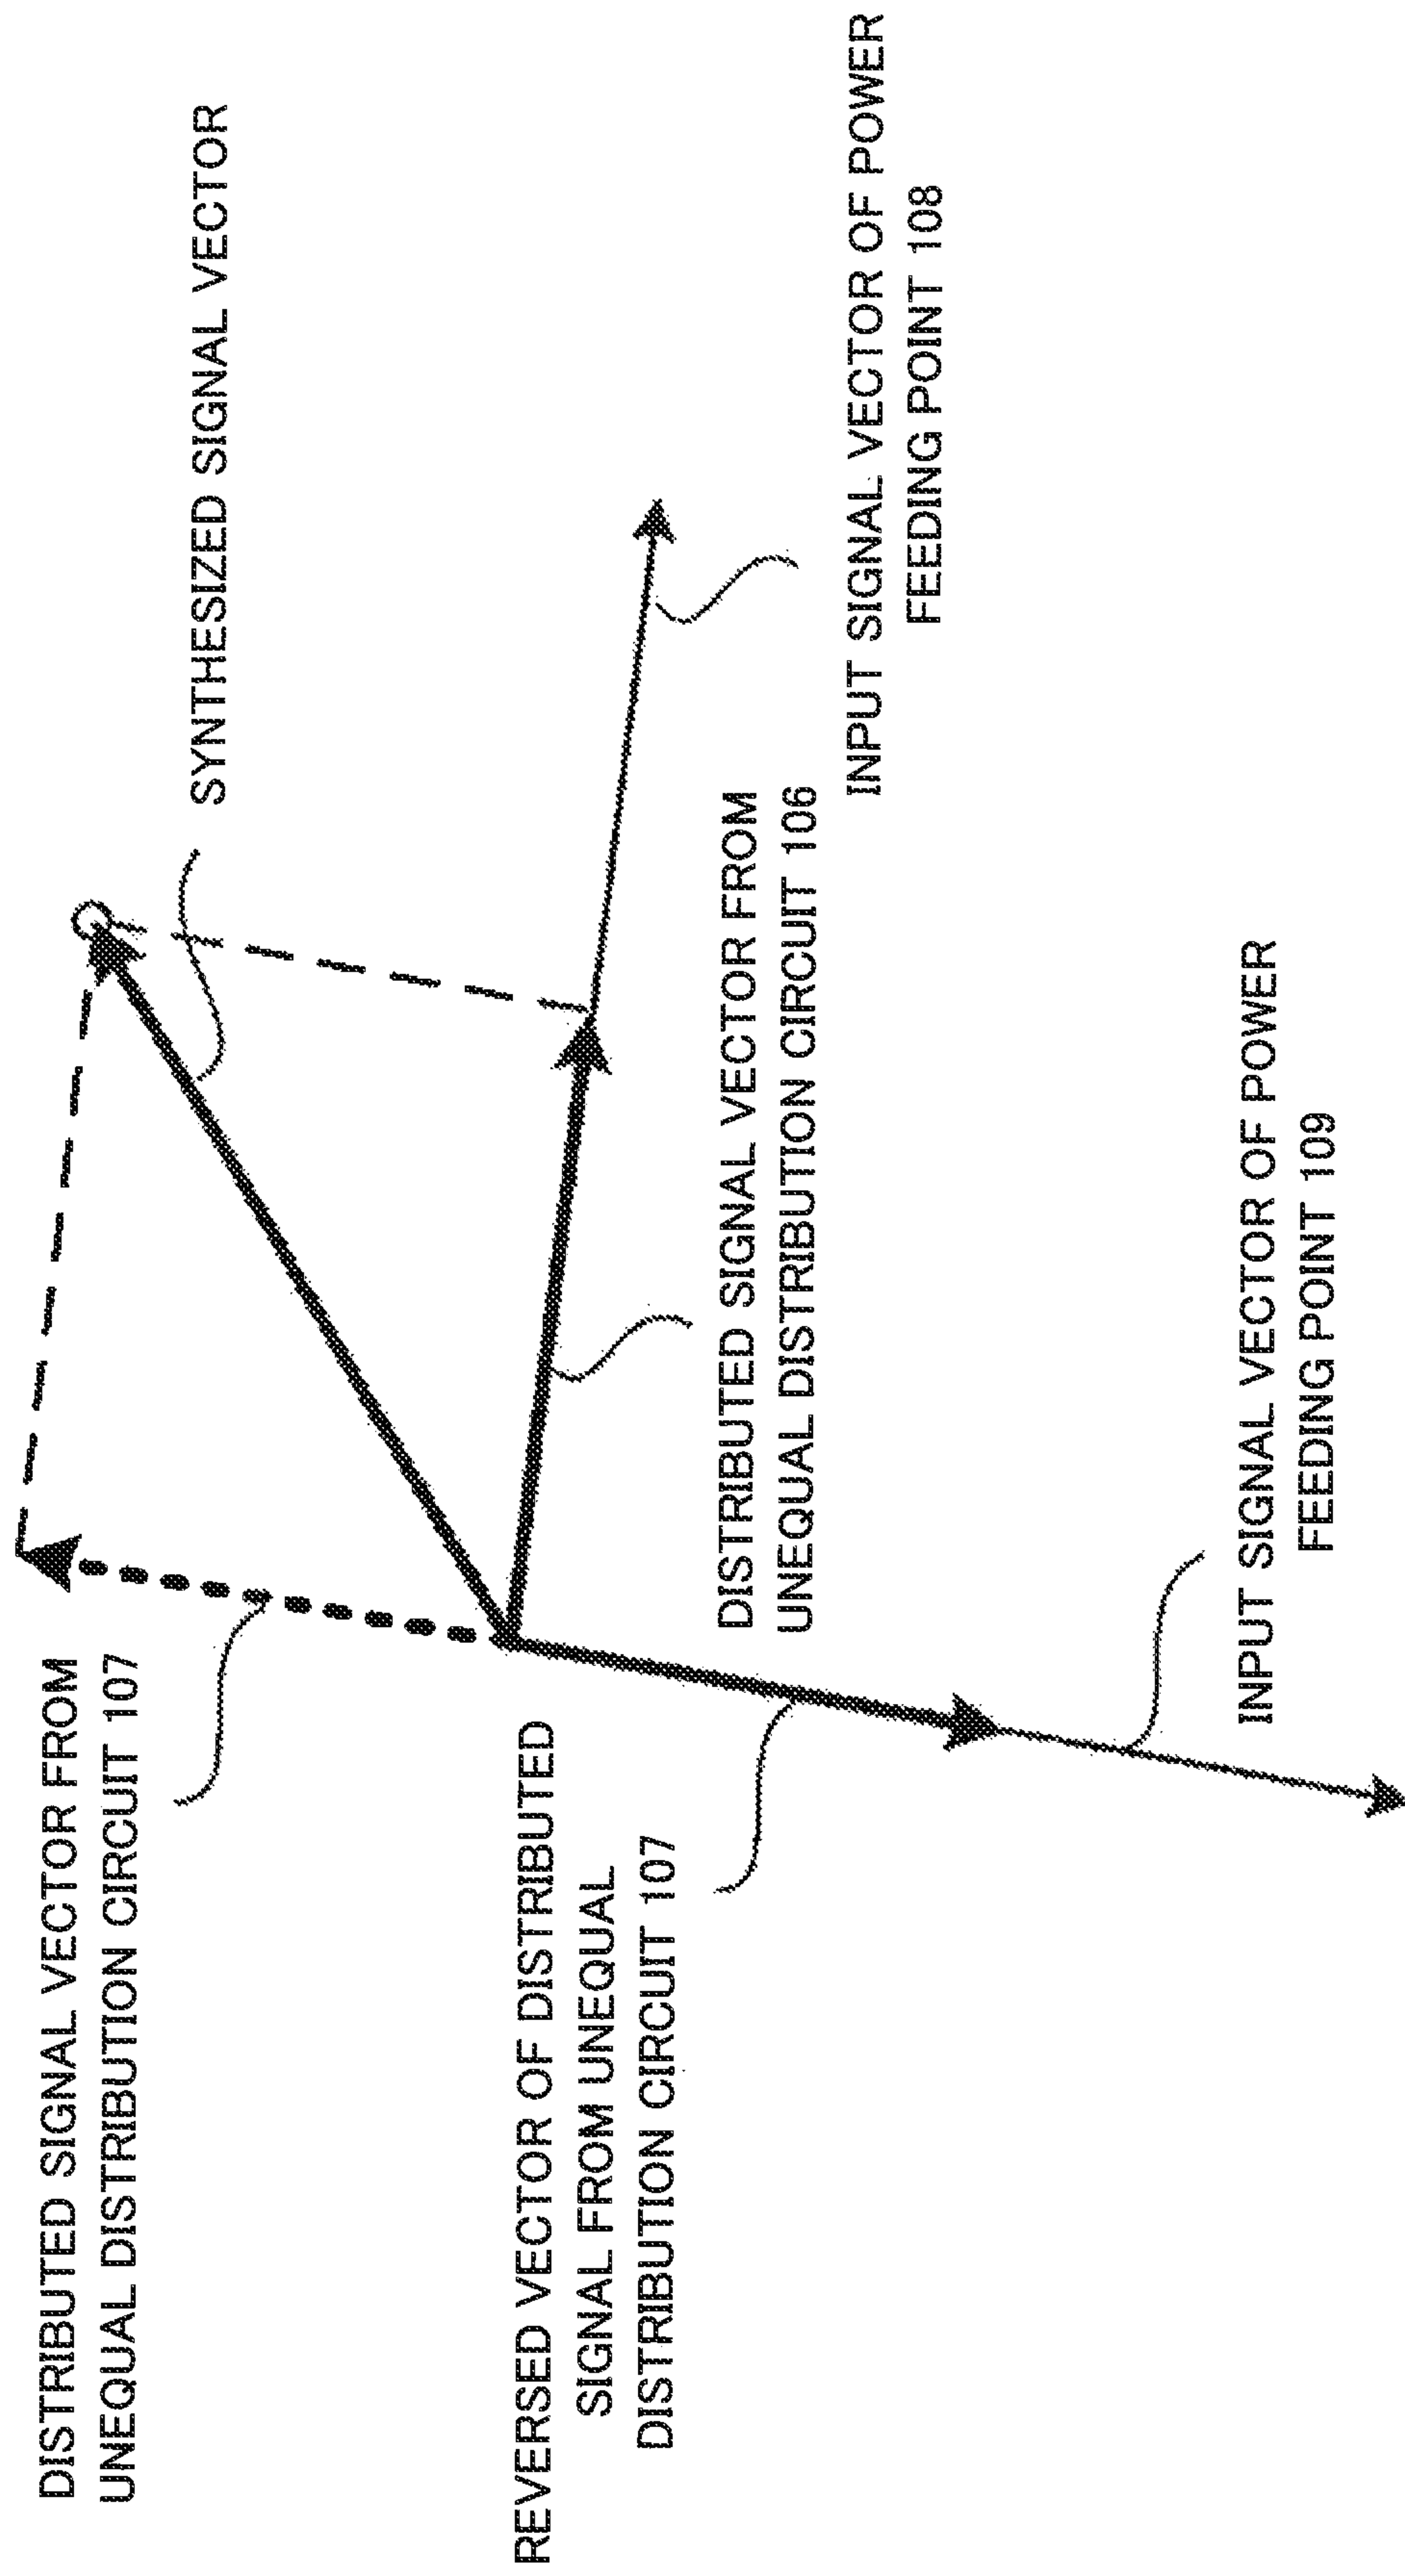 DISTRIBUTED SIGNAL VECTOR FROM
UNEQUAL DISTRIBUTION CIRCUIT 107
SYNTHESIZED SIGNAL VECTOR
REVERSED VECTOR OF DISTRIBUTED
SIGNAL FROM UNEQUAL
DISTRIBUTION CIRCUIT 107
DISTRIBUTED SIGNAL VECTOR FROM
UNEQUAL DISTRIBUTION CIRCUIT 106
INPUT SIGNAL VECTOR OF POWER
FEEDING POINT 108
INPUT SIGNAL VECTOR OF POWER
FEEDING POINT 109